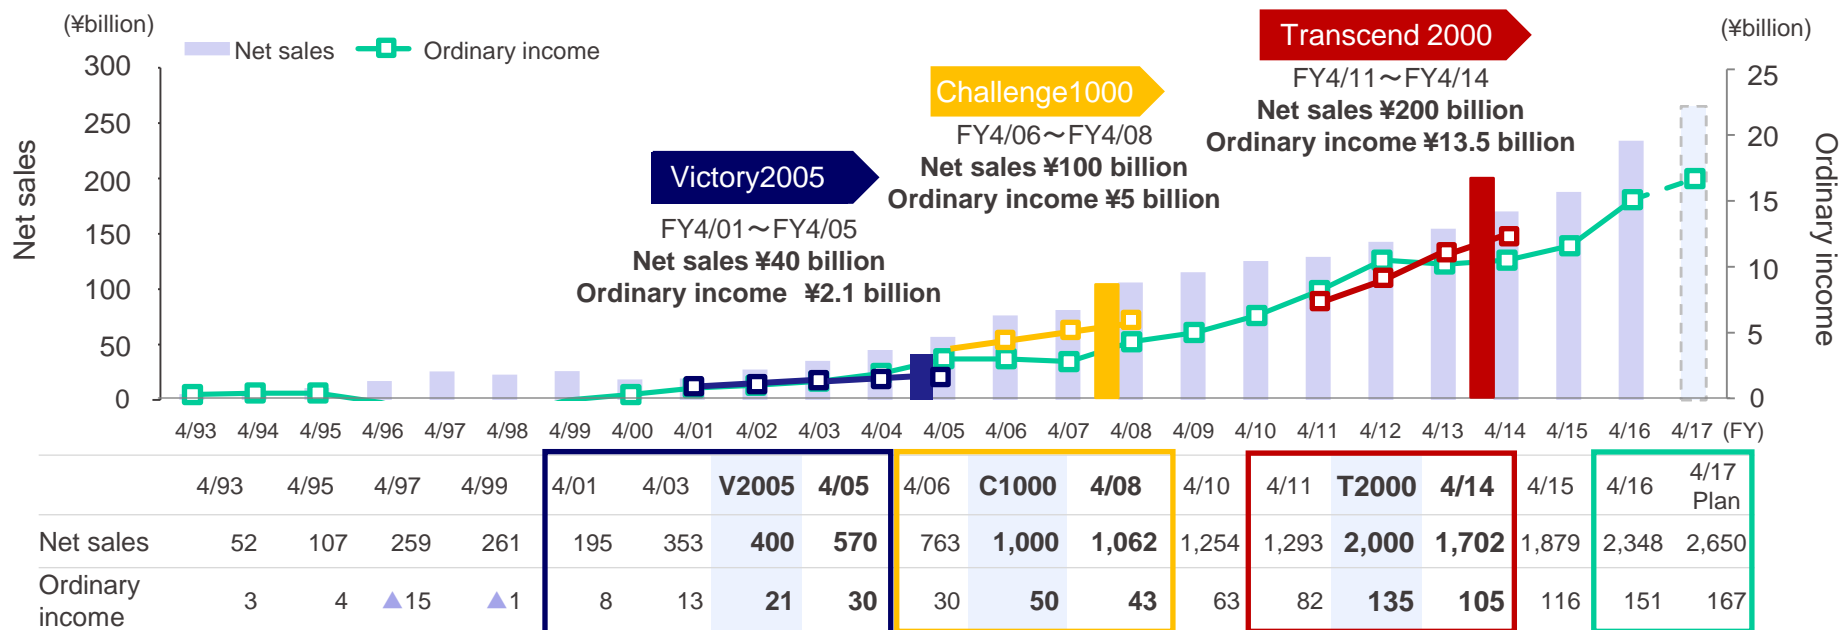 (¥billion)
Net sales
Ordinary income
Transcend 2000
(¥billion)
FY4/11～FY4/14
Net sales ¥200 billion
Ordinary income ¥13.5 billion
Challenge1000
FY4/06～FY4/08
Net sales ¥100 billion
Ordinary income ¥5 billion
Victory2005
FY4/01～FY4/05
Net sales ¥40 billion
Ordinary income ¥2.1 billion
Net sales
300
250
200
150
100
50
0
25
20
15
10
5
0
Ordinary income
4/93 4/94 4/95 4/96 4/97 4/98 4/99 4/00 4/01 4/02 4/03 4/04 4/05 4/06 4/07 4/08 4/09 4/10 4/11 4/12 4/13 4/14 4/15 4/16 4/17 (FY)
4/93 4/95 4/97 4/99 4/01 4/03 V2005 4/05 4/06 C1000 4/08 4/10 4/11 T2000 4/14 4/15 4/16 4/17
Plan
Net sales 52 107 259 261 195 353 400 570 763 1,000 1,062 1,254 1,293 2,000 1,702 1,879 2,348 2,650
Ordinary
income 3 4 ▲15 ▲1 8 13 21 30 30 50 43 63 82 135 105 116 151 167